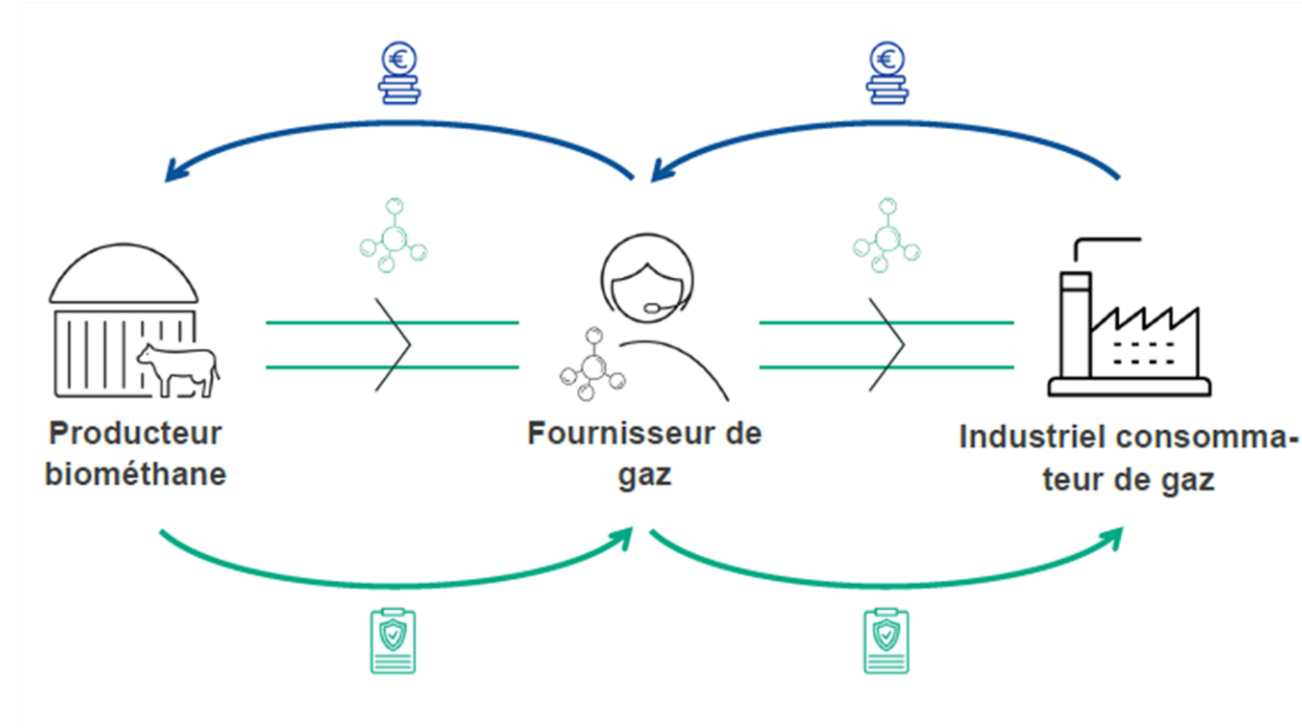 €
€
Producteur
biométhane
Fournisseur de
gaz
Industriel consomma-
teur de gaz